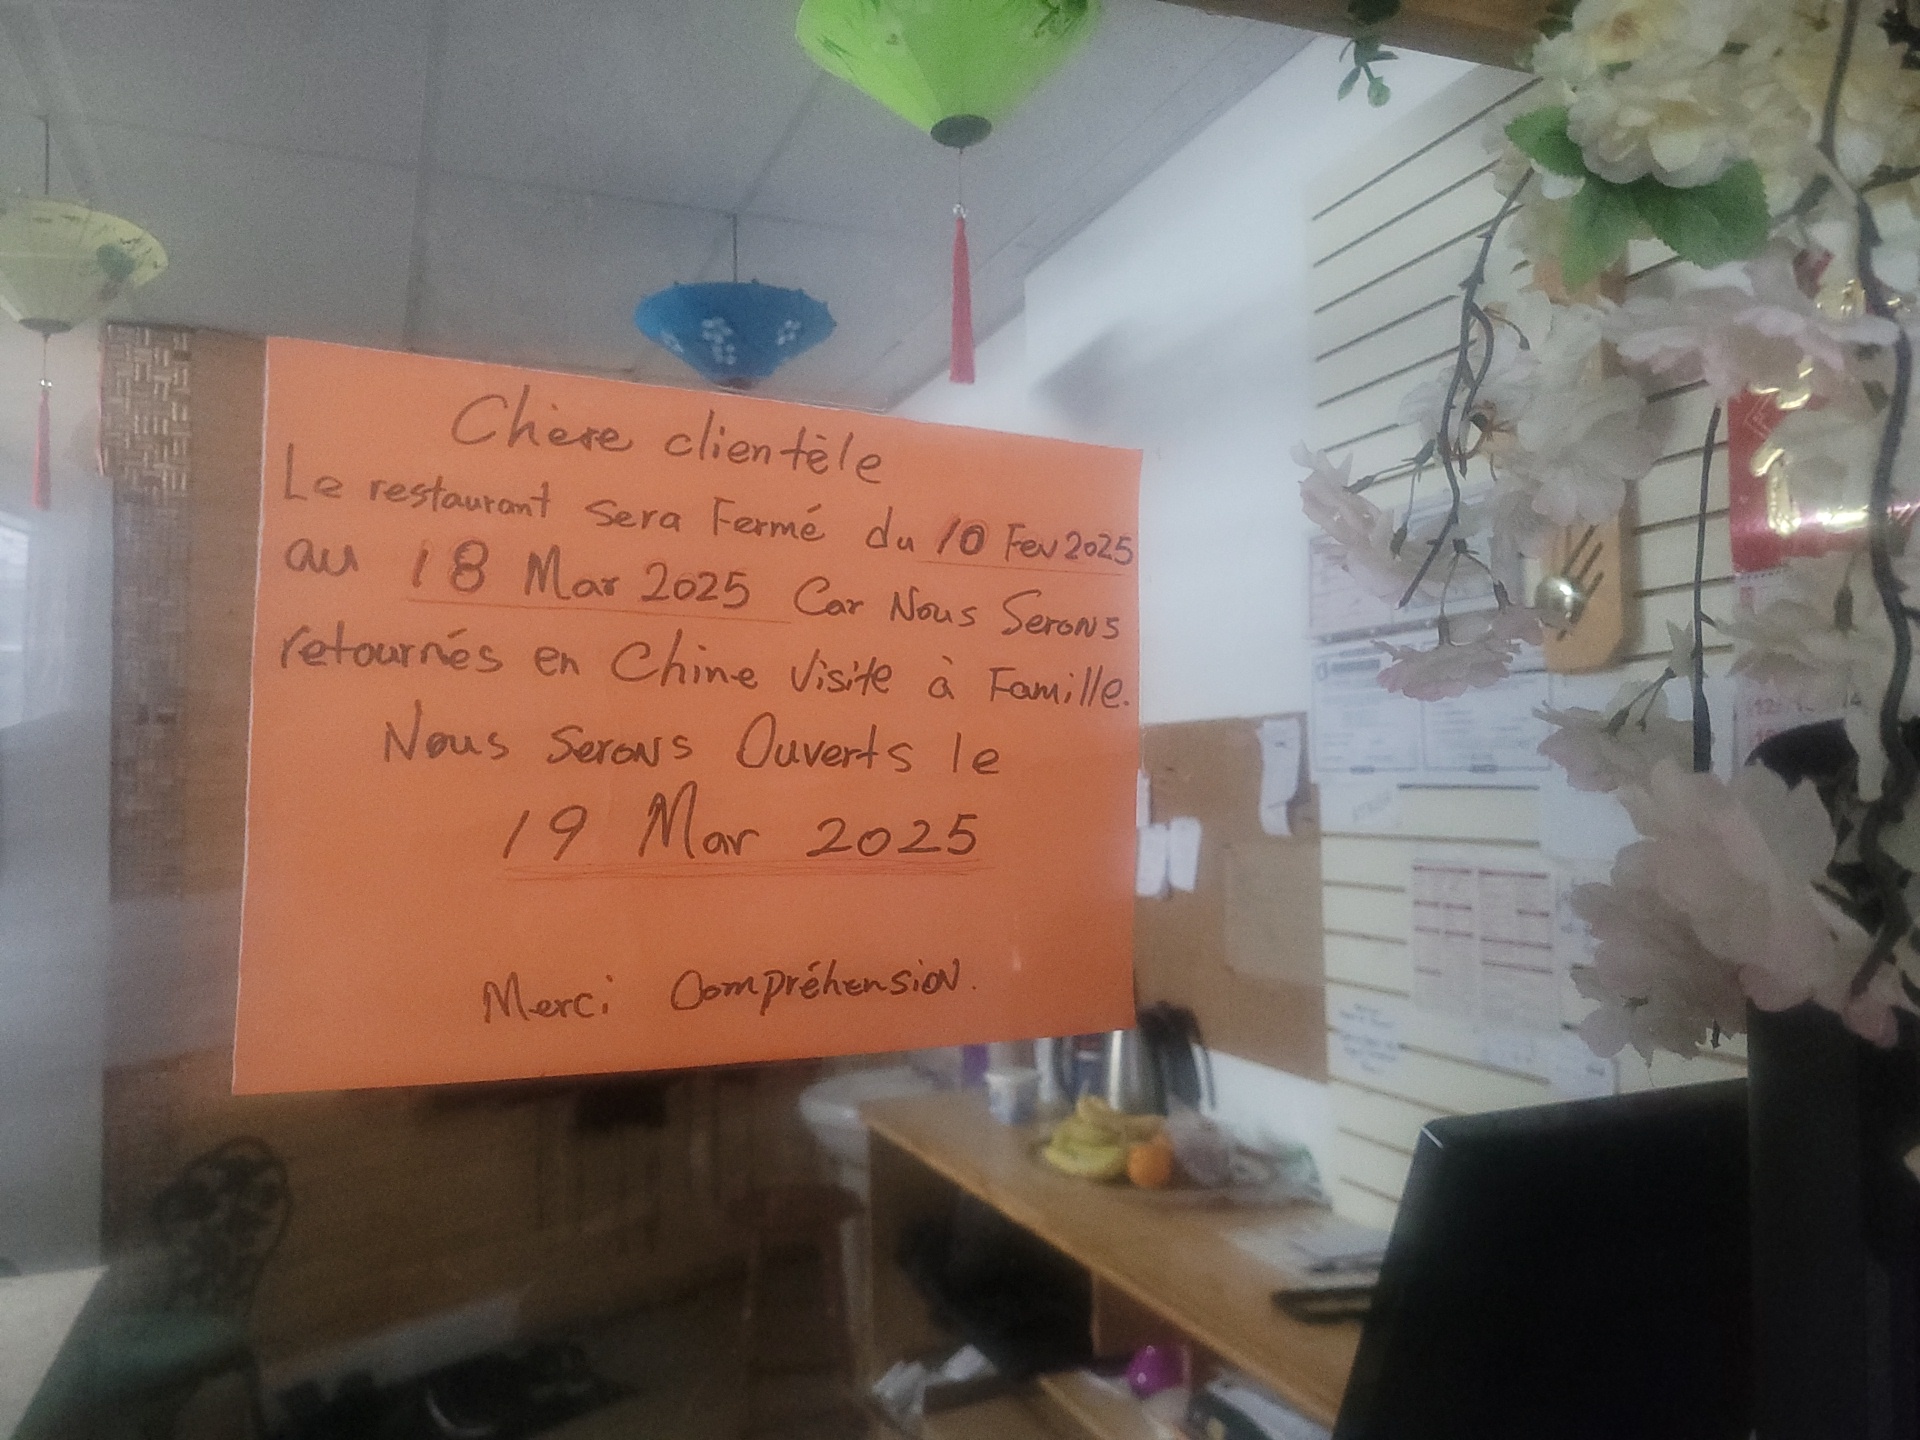 Chère clientèle
Le restaurant sera Fermé du 10 Fev 2025
au 18 Mar 2025 Car Nous Serons
retournés en Chine Visite à Famille.
Nous Serons Ouverts le
19 Mar 2025
Merci Compréhension.